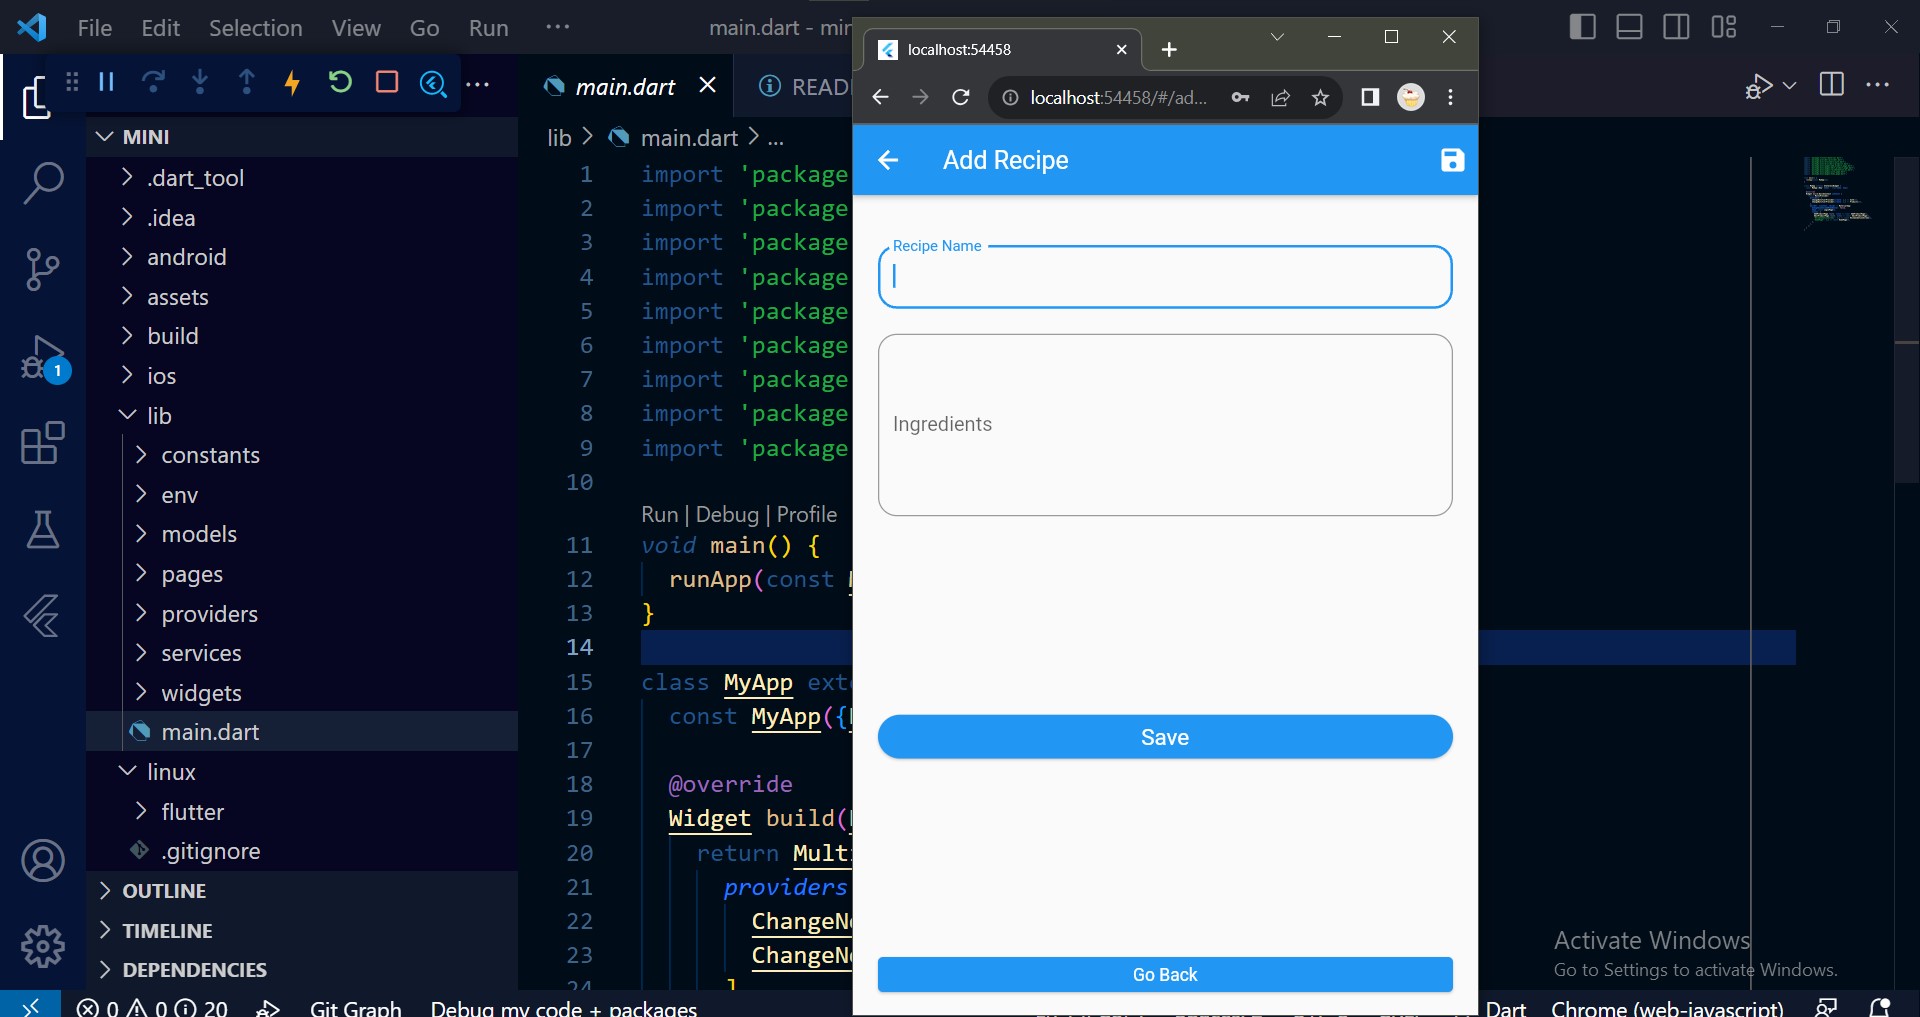 File Edit Selection View Go Run ...
main.dart - mi
MINI
.dart_tool
.idea
android
assets
build
ios
lib
constants
env
models
pages
providers
services
widgets
main.dart
linux
flutter
.gitignore
OUTLINE
TIMELINE
DEPENDENCIES
1
main.dart
READ
lib > main.dart > ...
1 import 'package
2 import 'package
3 import 'package
4 import 'package
5 import 'package
6 import 'package
7 import 'package
8 import 'package
9 import 'package
10
Run | Debug | Profile
11 void main() {
12 runApp(const
13 }
14
15 class MyApp ext
16 const MyApp({
17
18 @override
19 Widget build(
20 return Mult
21 providers
22 ChangeN
23 ChangeN
24 ]
localhost:54458
localhost:54458/#/ad...
Add Recipe
Recipe Name
Ingredients
Save
Go Back
Activate Windows
Go to Settings to activate Windows.
0 0 20 Git Graph Debug my code + packages
Dart Chrome (web-javascript)